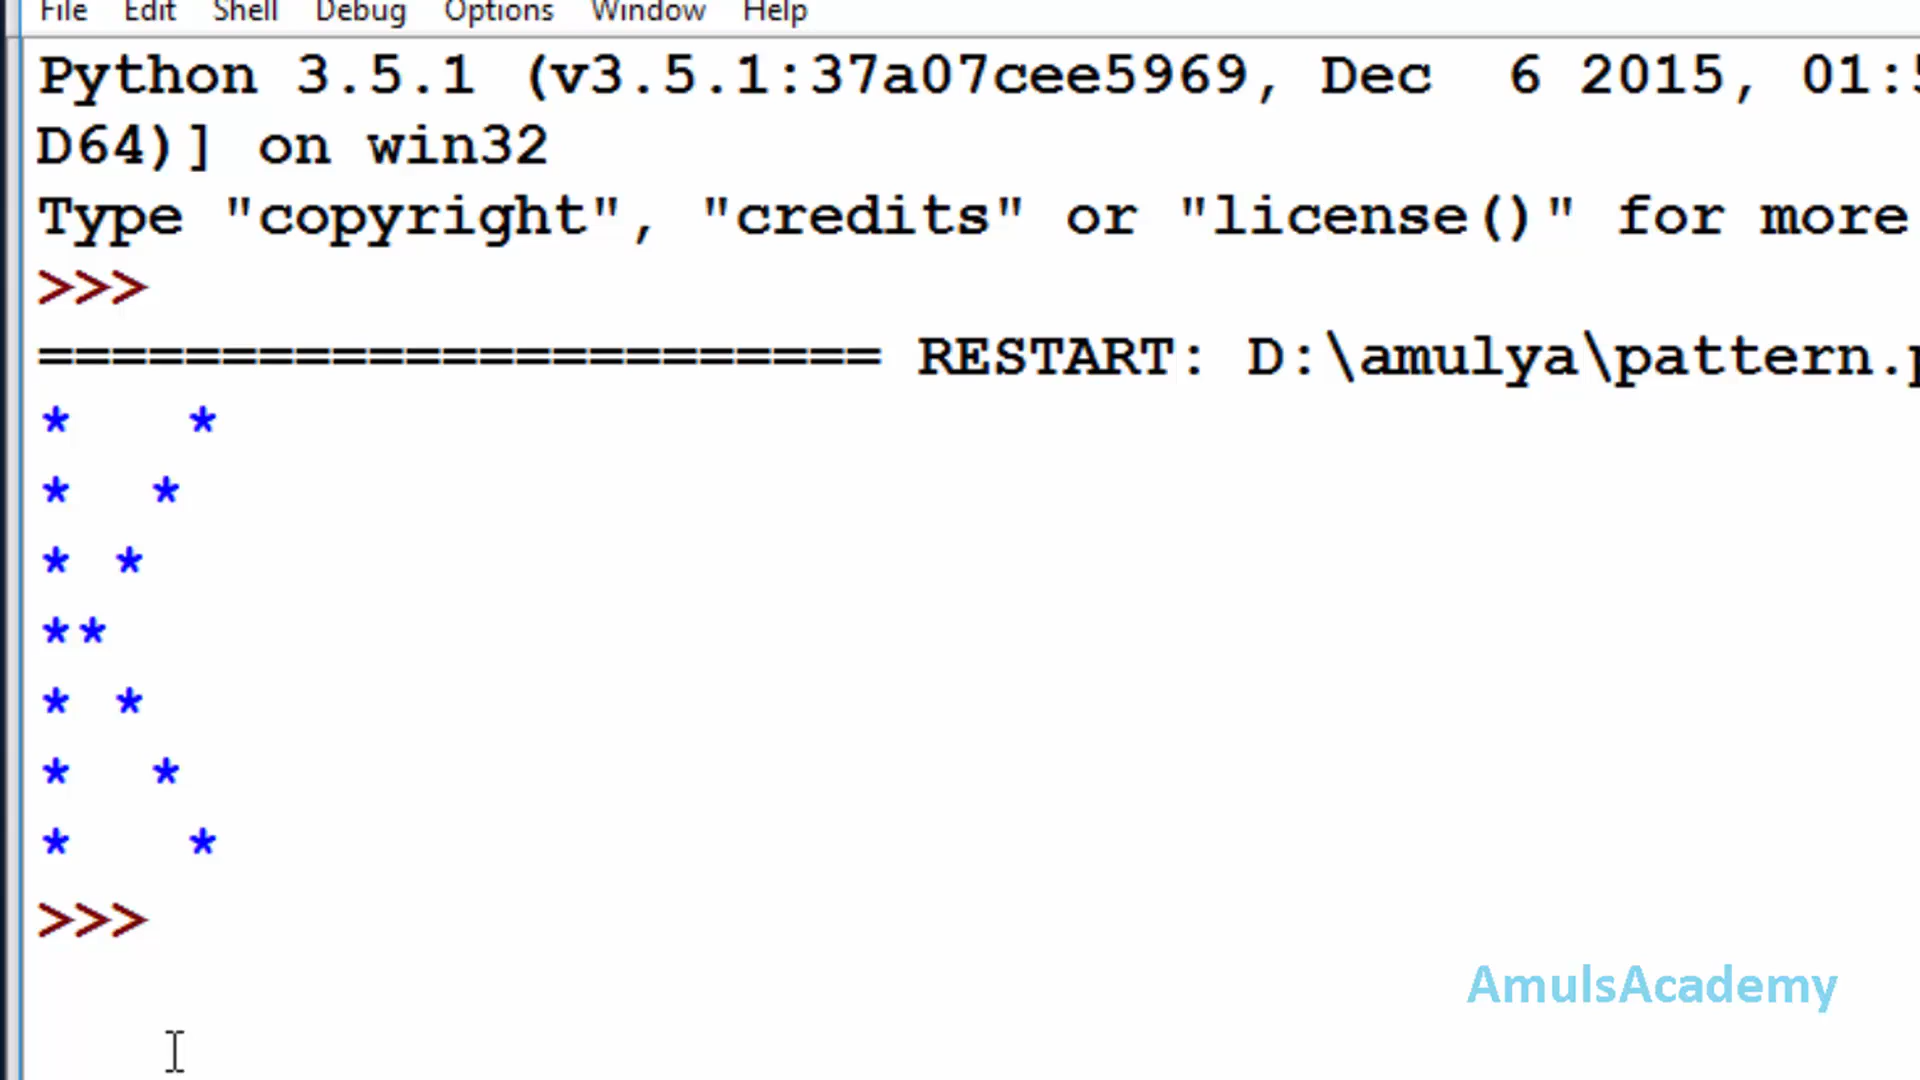 File Edit Shell Debug Options Window Help
Python 3.5.1 (v3.5.1:37a07cee5969, Dec  6 2015, 01:5
D64)] on win32
Type "copyright", "credits" or "license()" for more
>>>
======================= RESTART: D:\amulya\pattern.p
*   *
*  *
* *
**
* *
*  *
*   *
>>>
AmulsAcademy